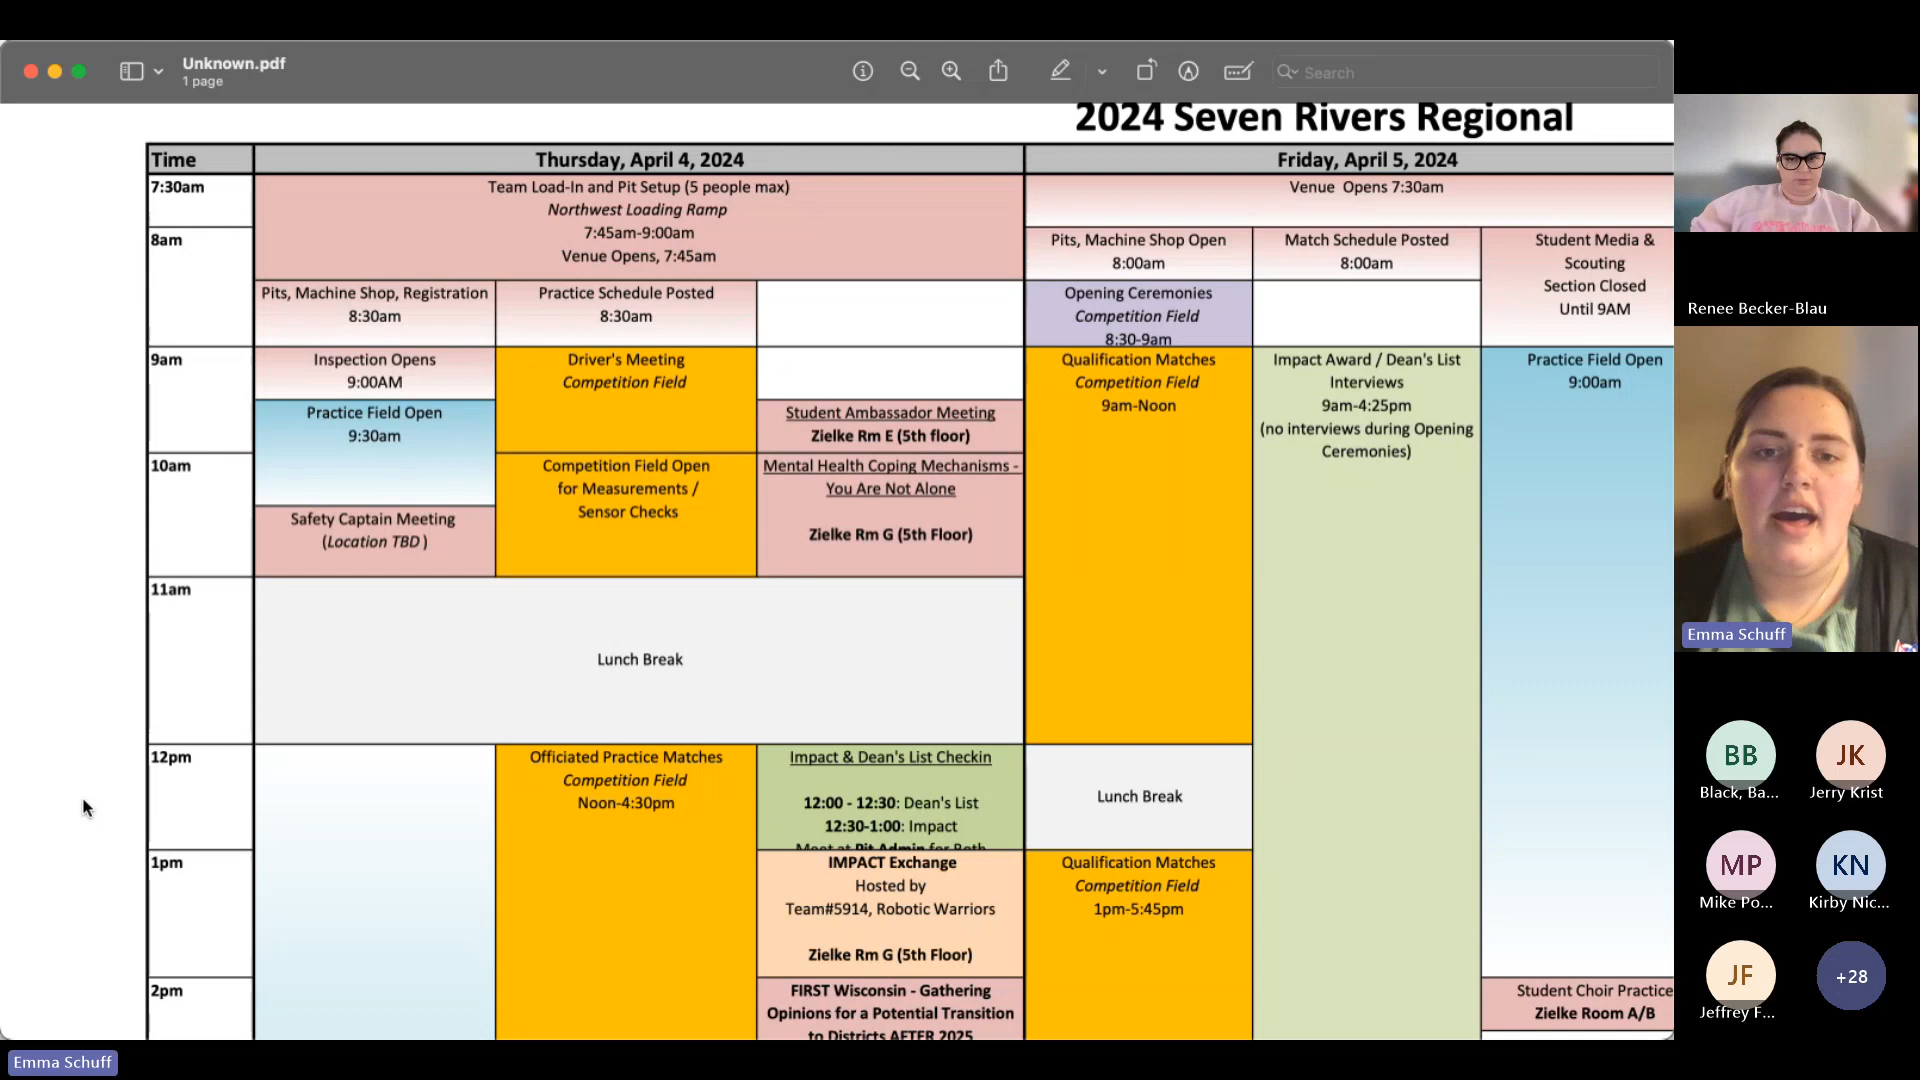 Unknown.pdf
1 page
Search
2024 Seven Rivers Regional
Time
Thursday, April 4, 2024
Friday, April 5, 2024
7:30am
Team Load-In and Pit Setup (5 people max)
Northwest Loading Ramp
7:45am-9:00am
Venue Opens, 7:45am
Venue Opens 7:30am
8am
Pits, Machine Shop Open
8:00am
Match Schedule Posted
8:00am
Student Media &
Scouting
Section Closed
Until 9AM
Pits, Machine Shop, Registration
8:30am
Practice Schedule Posted
8:30am
Opening Ceremonies
Competition Field
8:30-9am
9am
Inspection Opens
9:00AM
Driver's Meeting
Competition Field
Qualification Matches
Competition Field
9am-Noon
Impact Award / Dean's List
Interviews
9am-4:25pm
(no interviews during Opening
Ceremonies)
Practice Field Open
9:00am
Practice Field Open
9:30am
Student Ambassador Meeting
Zielke Rm E (5th floor)
10am
Competition Field Open
for Measurements /
Sensor Checks
Mental Health Coping Mechanisms -
You Are Not Alone
Zielke Rm G (5th Floor)
Safety Captain Meeting
(Location TBD )
11am
Lunch Break
12pm
Officiated Practice Matches
Competition Field
Noon-4:30pm
Impact & Dean's List Checkin
12:00 - 12:30: Dean's List
12:30-1:00: Impact
Meet at Pit Admin for Both
Lunch Break
1pm
IMPACT Exchange
Hosted by
Team#5914, Robotic Warriors
Zielke Rm G (5th Floor)
Qualification Matches
Competition Field
1pm-5:45pm
2pm
FIRST Wisconsin - Gathering
Opinions for a Potential Transition
to Districts AFTER 2025
Student Choir Practice
Zielke Room A/B
Renee Becker-Blau
Emma Schuff
BB
Black, Ba...
JK
Jerry Krist
MP
Mike Po...
KN
Kirby Nic...
JF
Jeffrey F...
+28
Emma Schuff